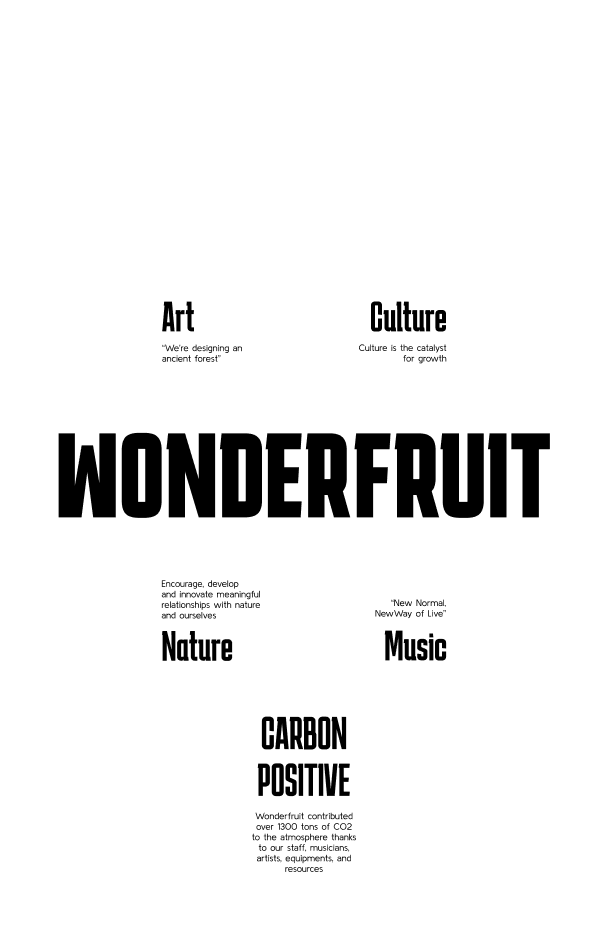 Art
“We're designing an
ancient forest”
Culture
Culture is the catalyst
for growth
WONDERFRUIT
Encourage, develop
and innovate meaningful
relationships with nature
and ourselves
Nature
“New Normal,
NewWay of Live”
Music
CARBON
POSITIVE
Wonderfruit contributed
over 1300 tons of CO2
to the atmosphere thanks
to our staff, musicians,
artists, equipments, and
resources